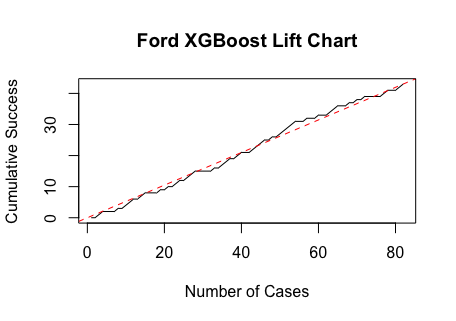 Ford XGBoost Lift Chart
Cumulative Success
30
10
0
0 20 40 60 80
Number of Cases